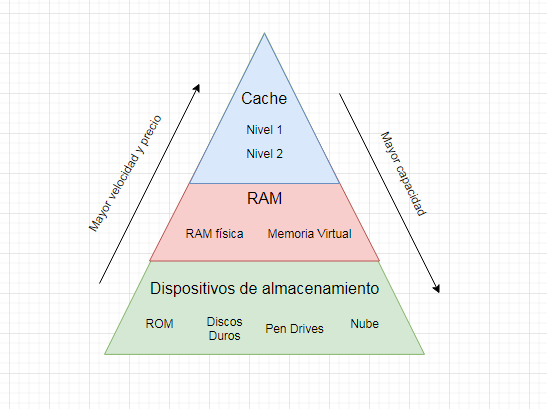 Cache
Nivel 1
Nivel 2
Mayor velocidad y precio
Mayor capacidad
RAM
RAM física
Memoria Virtual
Dispositivos de almacenamiento
ROM
Discos
Duros
Pen Drives
Nube